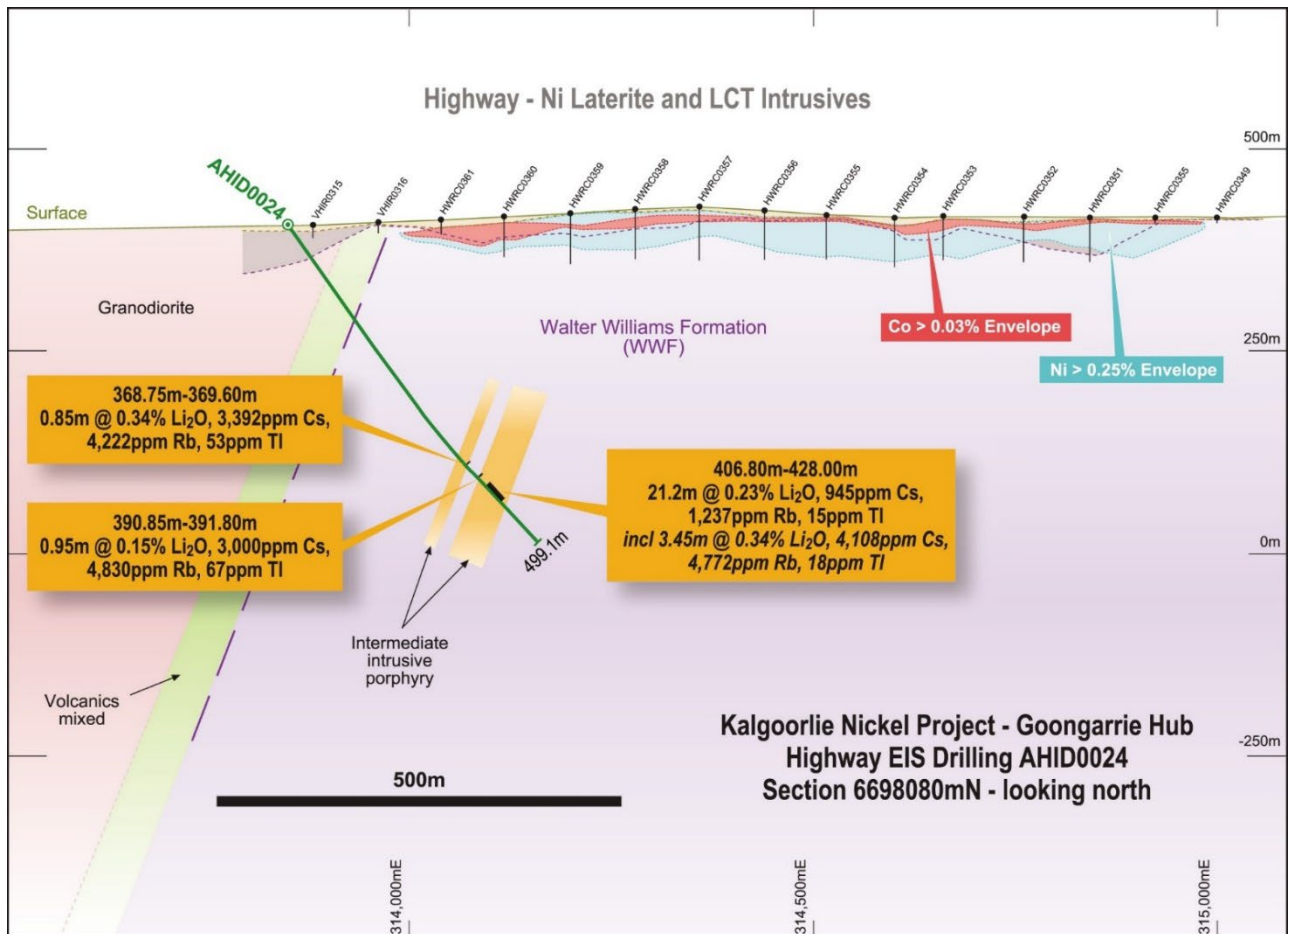 Highway - Ni Laterite and LCT Intrusives
500m
AHID0024
VHIR0315
VHIR0316
HWRC0361
HWRC0360
HWRC0359
HWRC0358
HWRC0357
HWRC0356
HWRC0355
HWRC0354
HWRC0353
HWRC0352
HWRC0351
HWRC0355
HWRC0349
Surface
Granodiorite
Walter Williams Formation
(WWF)
Co > 0.03% Envelope
250m
Ni > 0.25% Envelope
368.75m-369.60m
0.85m @ 0.34% Li₂O, 3,392ppm Cs,
4,222ppm Rb, 53ppm Tl
406.80m-428.00m
21.2m @ 0.23% Li₂O, 945ppm Cs,
1,237ppm Rb, 15ppm Tl
incl 3.45m @ 0.34% Li₂O, 4,108ppm Cs,
4,772ppm Rb, 18ppm Tl
390.85m-391.80m
0.95m @ 0.15% Li₂O, 3,000ppm Cs,
4,830ppm Rb, 67ppm Tl
499.1m
0m
Intermediate
intrusive
porphyry
Volcanics
mixed
Kalgoorlie Nickel Project - Goongarrie Hub
Highway EIS Drilling AHID0024
Section 6698080mN - looking north
-250m
500m
314,000mE
314,500mE
315,000mE